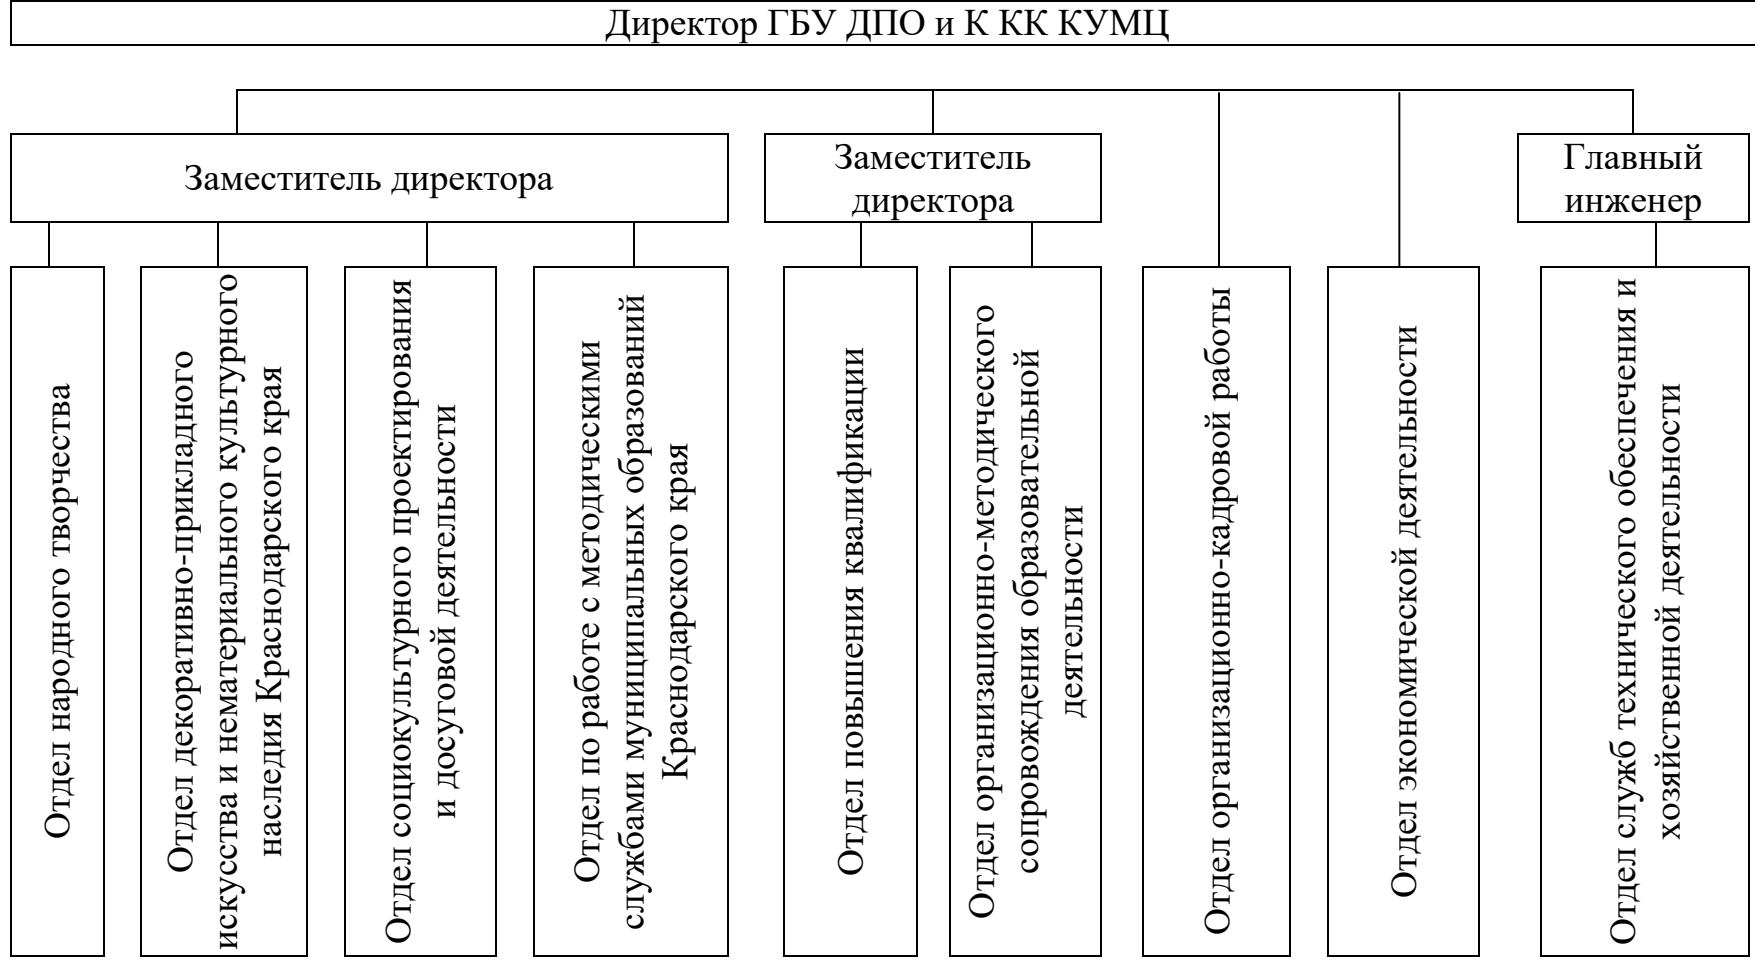 Директор ГБУ ДПО и К КК КУМЦ
Заместитель директора
Заместитель
директора
Главный
инженер
Отдел народного творчества
Отдел декоративно-прикладного
искусства и нематериального культурного
наследия Краснодарского края
Отдел социокультурного проектирования
и досуговой деятельности
Отдел по работе с методическими
службами муниципальных образований
Краснодарского края
Отдел повышения квалификации
Отдел организационно-методического
сопровождения образовательной
деятельности
Отдел организационно-кадровой работы
Отдел экономической деятельности
Отдел служб технического обеспечения и
хозяйственной деятельности